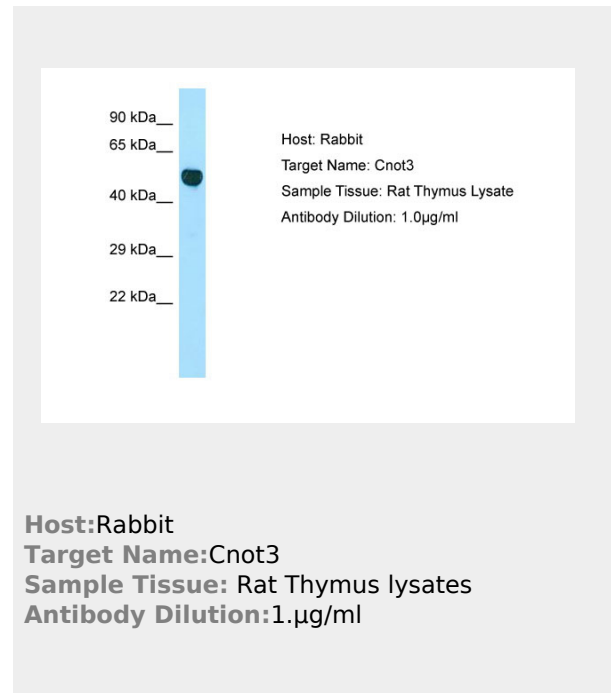 90 kDa__
65 kDa__
40 kDa__
29 kDa__
22 kDa__
Host: Rabbit
Target Name: Cnot3
Sample Tissue: Rat Thymus Lysate
Antibody Dilution: 1.0µg/ml
Host:Rabbit
Target Name:Cnot3
Sample Tissue: Rat Thymus lysates
Antibody Dilution:1.µg/ml